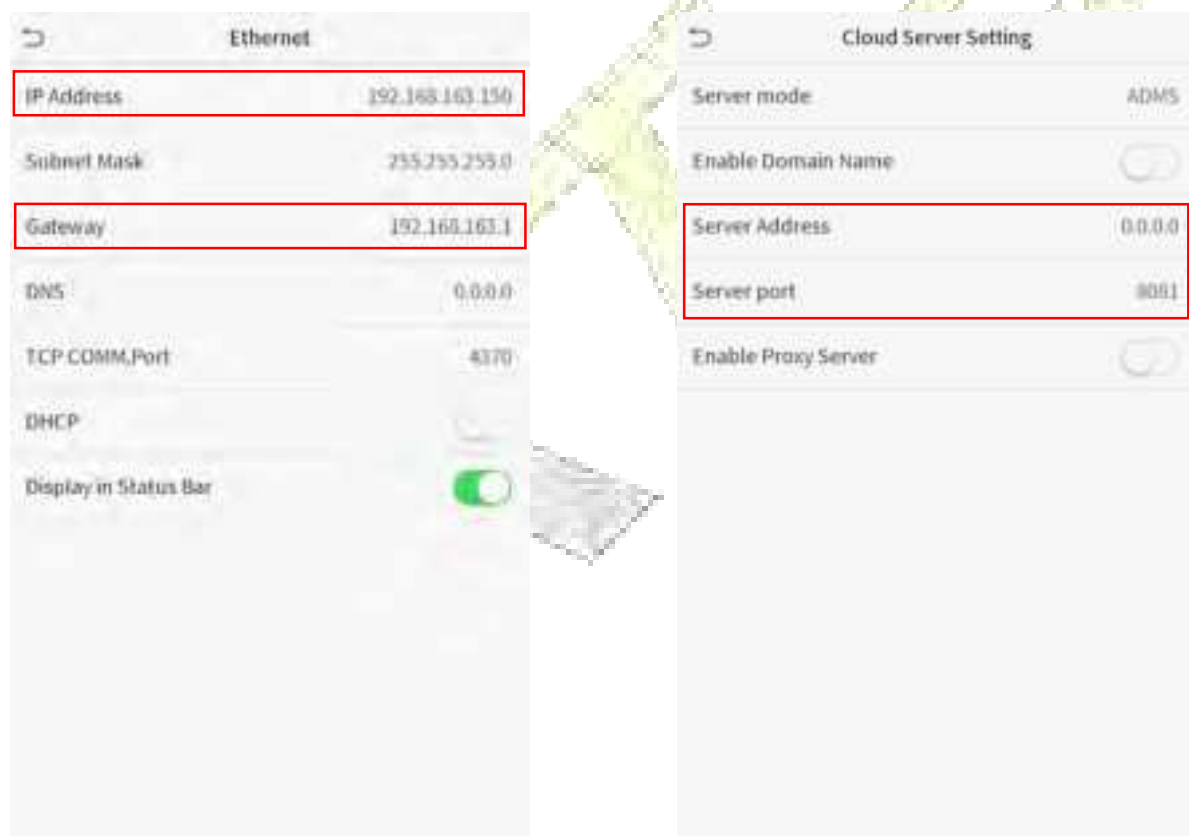 Ethernet
IP Address 192.168.163.150
Subnet Mask 255.255.255.0
Gateway 192.168.163.1
DNS 0.0.0.0
TCP COMM.Port 4370
DHCP
Display in Status Bar
Cloud Server Setting
Server mode ADMS
Enable Domain Name
Server Address 0.0.0.0
Server port 8081
Enable Proxy Server